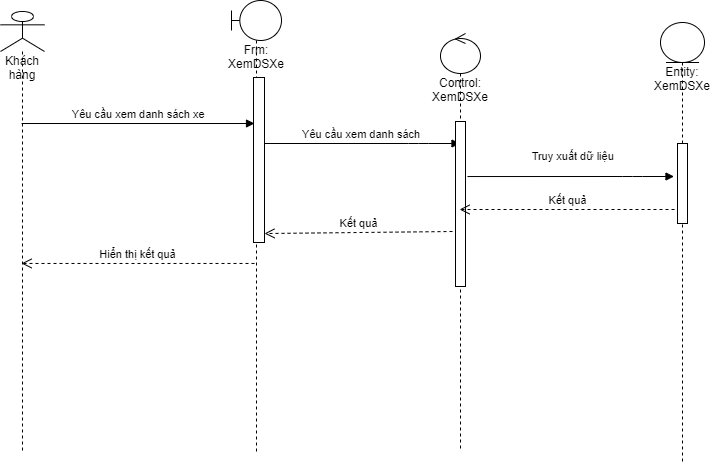 Khách
hàng
Frm:
XemDSXe
Control:
XemDSXe
Entity:
XemDSXe
Yêu cầu xem danh sách xe
Yêu cầu xem danh sách
Truy xuất dữ liệu
Kết quả
Kết quả
Hiển thị kết quả